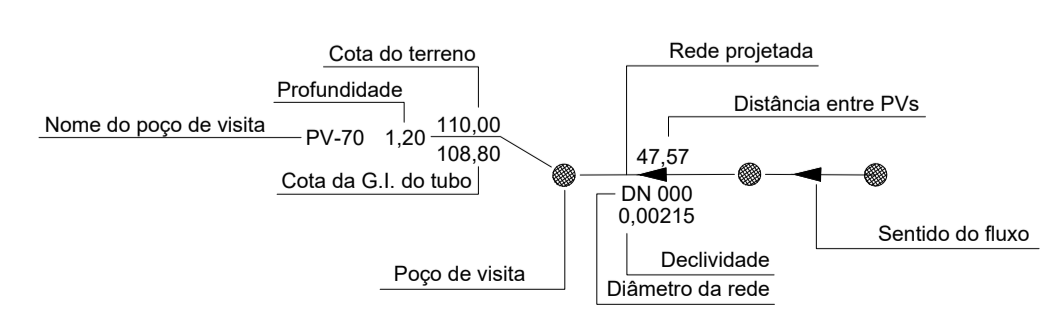 Cota do terreno
Rede projetada
Profundidade
Distância entre PVs
Nome do poço de visita
PV-70 1,20 110,00
108,80
47,57
Cota da G.I. do tubo
DN 000
0,00215
Sentido do fluxo
Declividade
Poço de visita
Diâmetro da rede